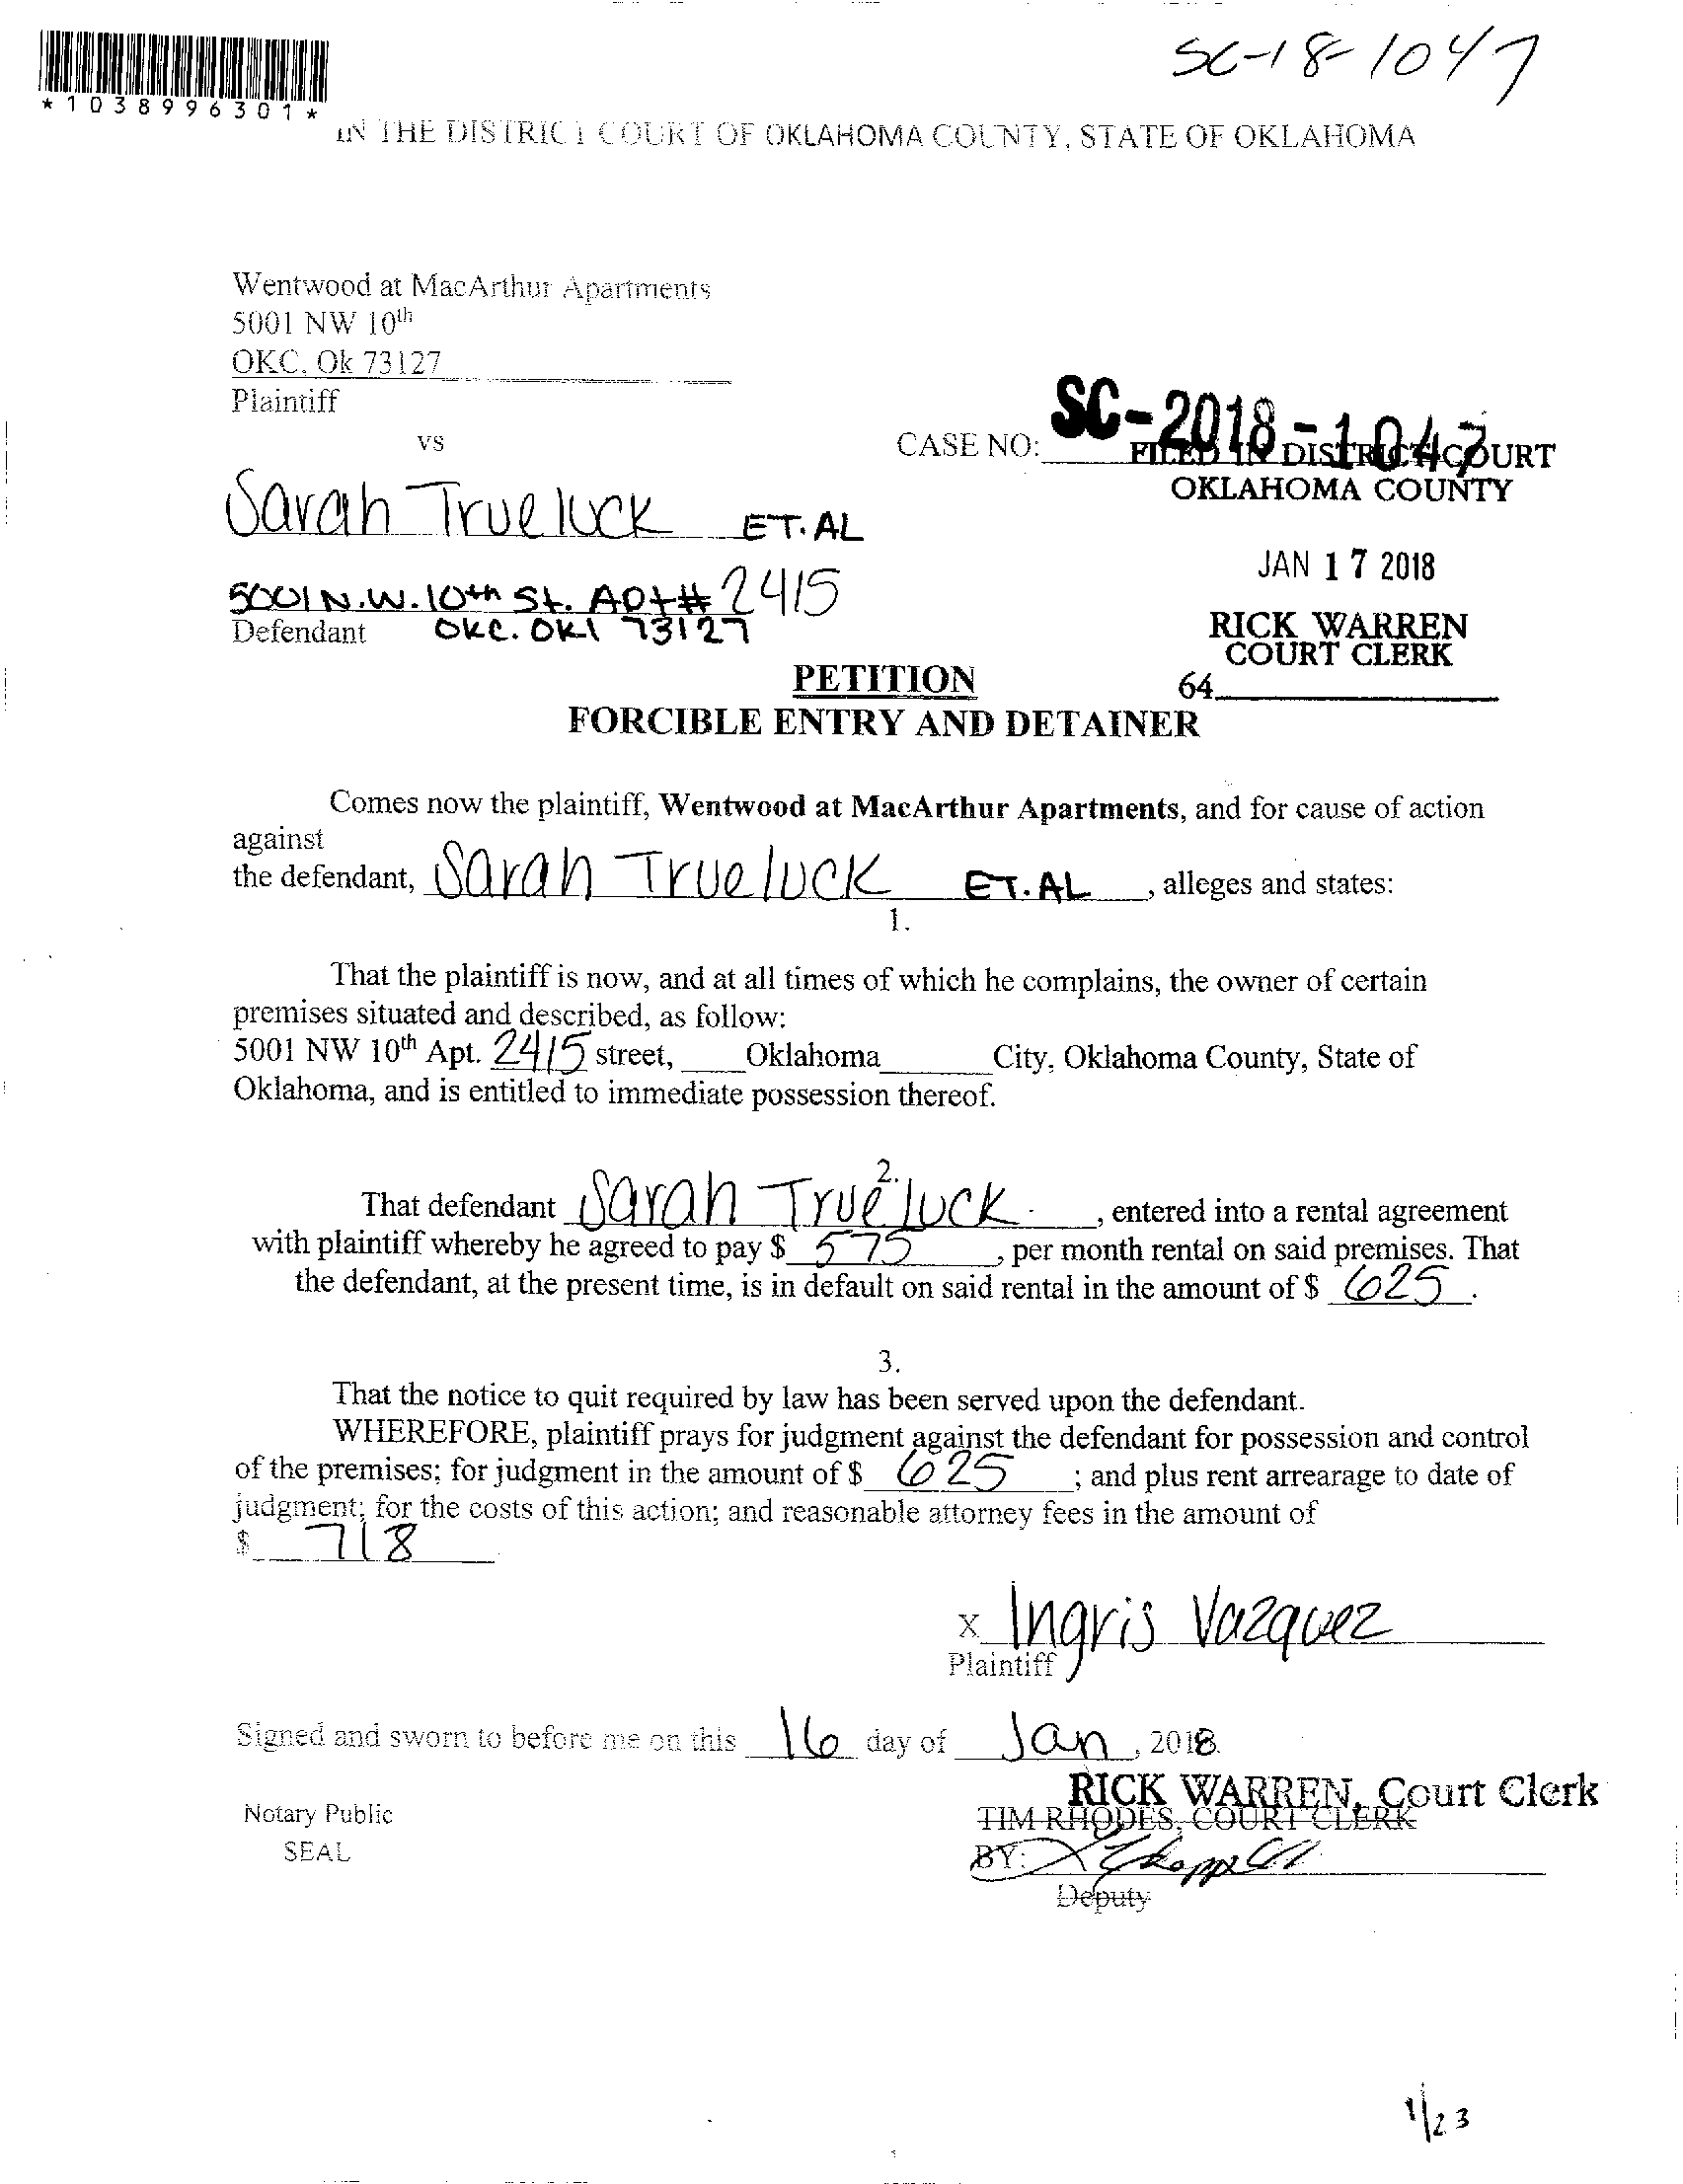 SC-18-1047
*1038996301*
IN THE DISTRICT COURT OF OKLAHOMA COUNTY, STATE OF OKLAHOMA
Wentwood at MacArthur Apartments
5001 NW 10th
OKC, Ok 73127
Plaintiff
vs
CASE NO: SC-2018-1047
FILED IN DISTRICT COURT
OKLAHOMA COUNTY
Sarah Trueluck ET.AL
JAN 17 2018
5001 N.W. 10th St. Apt# 2415
Defendant OKC. OKl 73127
RICK WARREN
COURT CLERK
64
PETITION
FORCIBLE ENTRY AND DETAINER
Comes now the plaintiff, Wentwood at MacArthur Apartments, and for cause of action
against
the defendant, Sarah Trueluck ET.AL, alleges and states:
1.
That the plaintiff is now, and at all times of which he complains, the owner of certain
premises situated and described, as follow:
5001 NW 10th Apt. 2415 street, Oklahoma City, Oklahoma County, State of
Oklahoma, and is entitled to immediate possession thereof.
2.
That defendant Sarah Trueluck, entered into a rental agreement
with plaintiff whereby he agreed to pay $ 575, per month rental on said premises. That
the defendant, at the present time, is in default on said rental in the amount of $ 625.
3.
That the notice to quit required by law has been served upon the defendant.
WHEREFORE, plaintiff prays for judgment against the defendant for possession and control
of the premises; for judgment in the amount of $ 625; and plus rent arrearage to date of
judgment; for the costs of this action; and reasonable attorney fees in the amount of
$ 718
x Ingris Vazquez
Plaintiff
Signed and sworn to before me on this 16 day of Jan, 2018.
RICK WARREN, Court Clerk
Notary Public TIM RHODES, COURT CLERK
SEAL BY:
Deputy
1/23